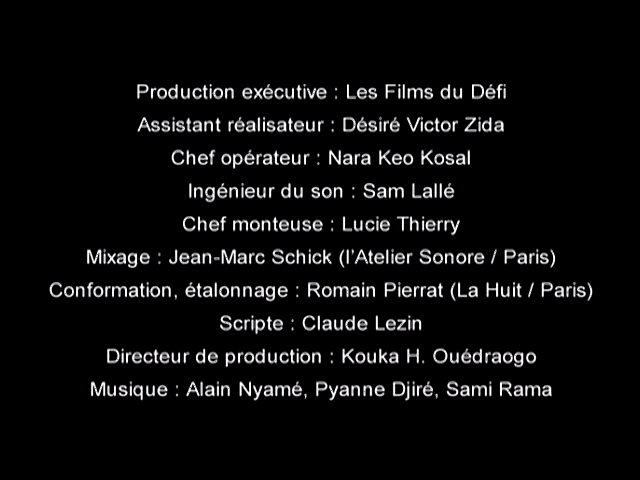 Production exécutive : Les Films du Défi
Assistant réalisateur : Désiré Victor Zida
Chef opérateur : Nara Keo Kosal
Ingénieur du son : Sam Lallé
Chef monteuse : Lucie Thierry
Mixage : Jean-Marc Schick (l'Atelier Sonore / Paris)
Conformation, étalonnage : Romain Pierrat (La Huit / Paris)
Scripte : Claude Lezin
Directeur de production : Kouka H. Ouédraogo
Musique : Alain Nyamé, Pyanne Djiré, Sami Rama